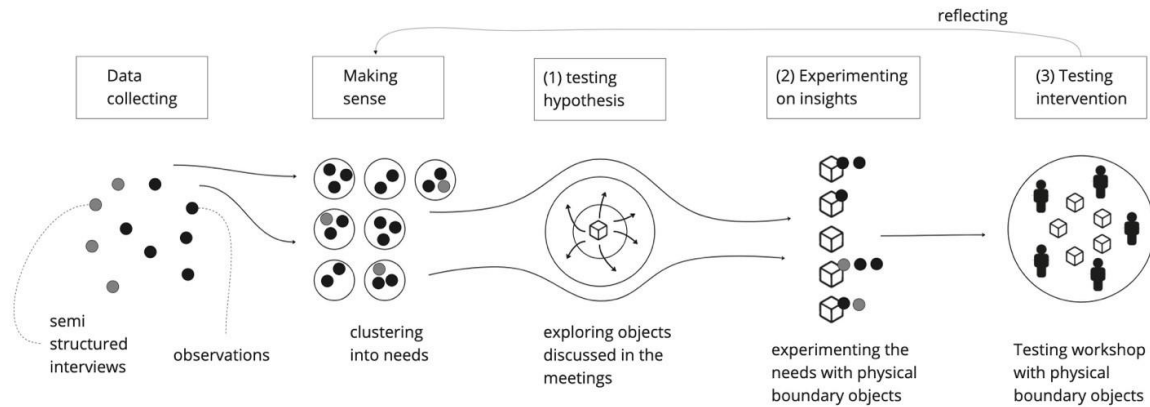 reflecting
Data
collecting
Making
sense
(1) testing
hypothesis
(2) Experimenting
on insights
(3) Testing
intervention
semi
structured
interviews
observations
clustering
into needs
exploring objects
discussed in the
meetings
experimenting the
needs with physical
boundary objects
Testing workshop
with physical
boundary objects